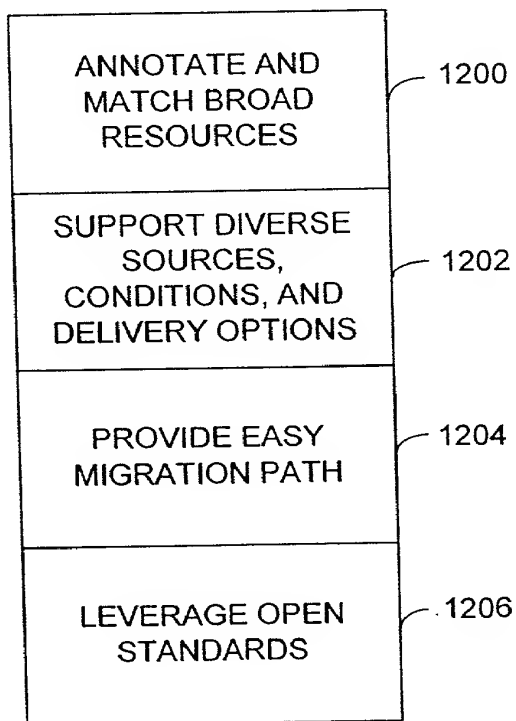 ANNOTATE AND
MATCH BROAD
RESOURCES
1200
SUPPORT DIVERSE
SOURCES,
CONDITIONS, AND
DELIVERY OPTIONS
1202
PROVIDE EASY
MIGRATION PATH
1204
LEVERAGE OPEN
STANDARDS
1206